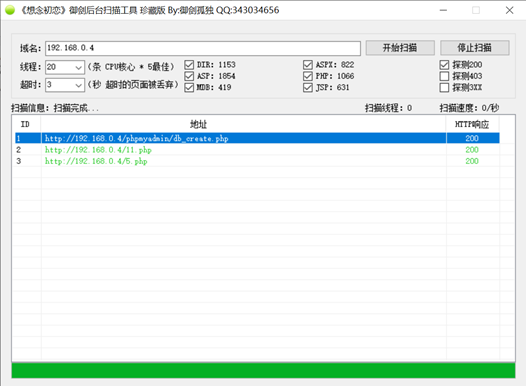 《想念初恋》御剑后台扫描工具 珍藏版 By:御剑孤独 QQ:343034656
域名: 192.168.0.4 开始扫描 停止扫描
线程: 20 (条 CPU核心 * 5最佳) DIR: 1153 ASPX: 822 探测200
ASP: 1854 PHP: 1066 探测403
超时: 3 (秒 超时的页面被丢弃) MDB: 419 JSP: 631 探测3XX
扫描信息: 扫描完成... 扫描线程: 0 扫描速度: 0/秒
ID 地址 HTTP响应
1 http://192.168.0.4/phpmyadmin/db_create.php 200
2 http://192.168.0.4/11.php 200
3 http://192.168.0.4/5.php 200